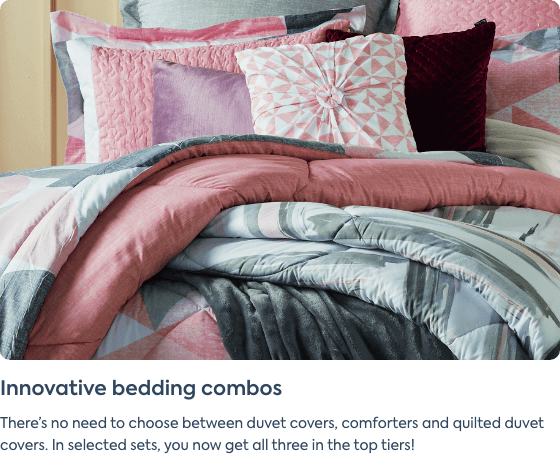 Innovative bedding combos
There's no need to choose between duvet covers, comforters and quilted duvet
covers. In selected sets, you now get all three in the top tiers!